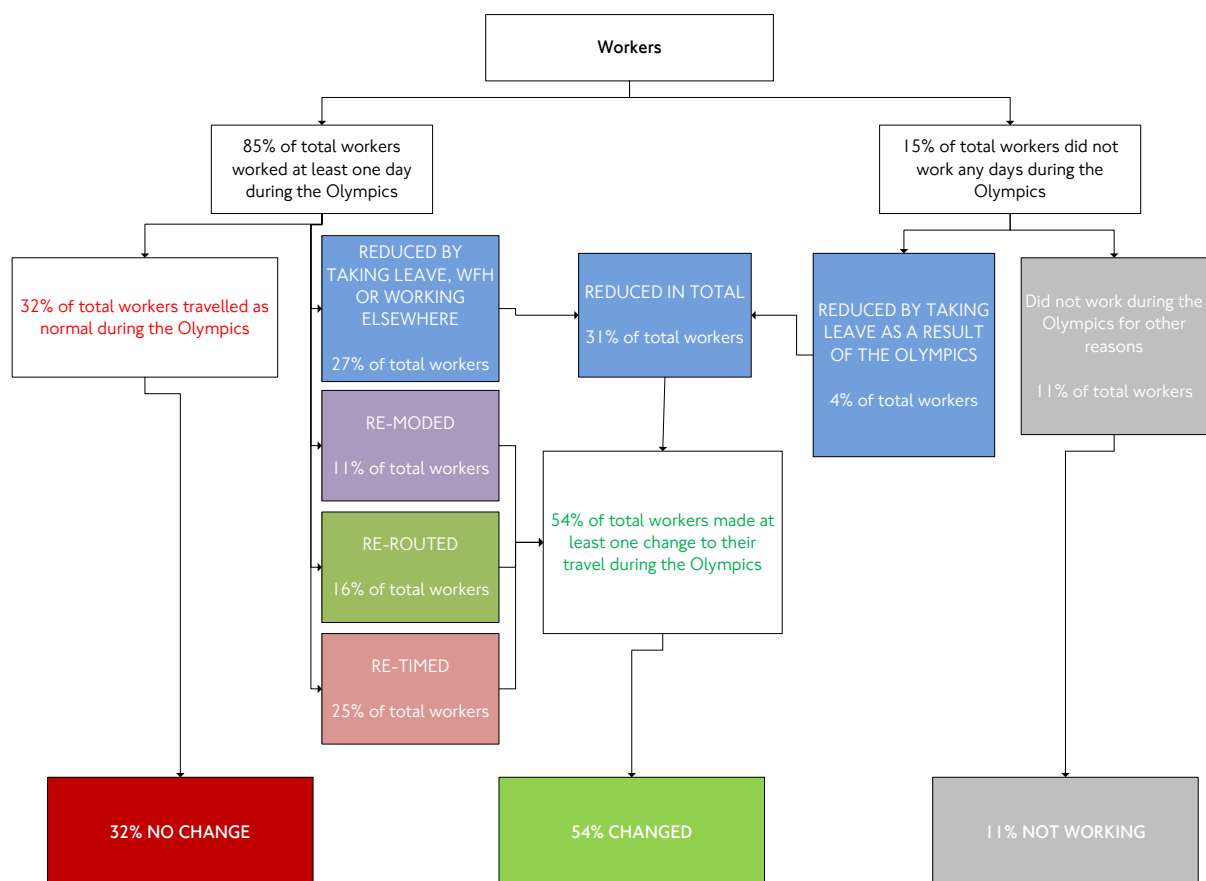 Workers
85% of total workers
worked at least one day
during the Olympics
15% of total workers did not
work any days during the
Olympics
32% of total workers travelled as
normal during the Olympics
REDUCED BY
TAKING LEAVE, WFH
OR WORKING
ELSEWHERE
27% of total workers
REDUCED IN TOTAL
31% of total workers
REDUCED BY TAKING
LEAVE AS A RESULT
OF THE OLYMPICS
4% of total workers
Did not work during the
Olympics for other
reasons
11% of total workers
RE-MODED
11% of total workers
RE-ROUTED
16% of total workers
RE-TIMED
25% of total workers
54% of total workers made at
least one change to their
travel during the Olympics
32% NO CHANGE
54% CHANGED
11% NOT WORKING